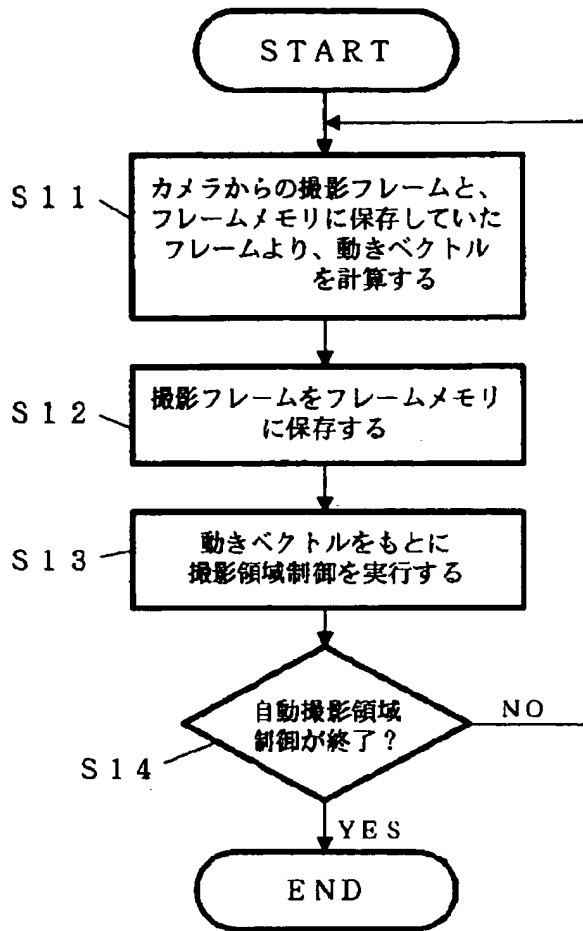 START
S11
カメラからの撮影フレームと、
フレームメモリに保存していた
フレームより、動きベクトル
を計算する
S12
撮影フレームをフレームメモリ
に保存する
S13
動きベクトルをもとに
撮影領域制御を実行する
自動撮影領域
制御が終了？
NO
S14
YES
END